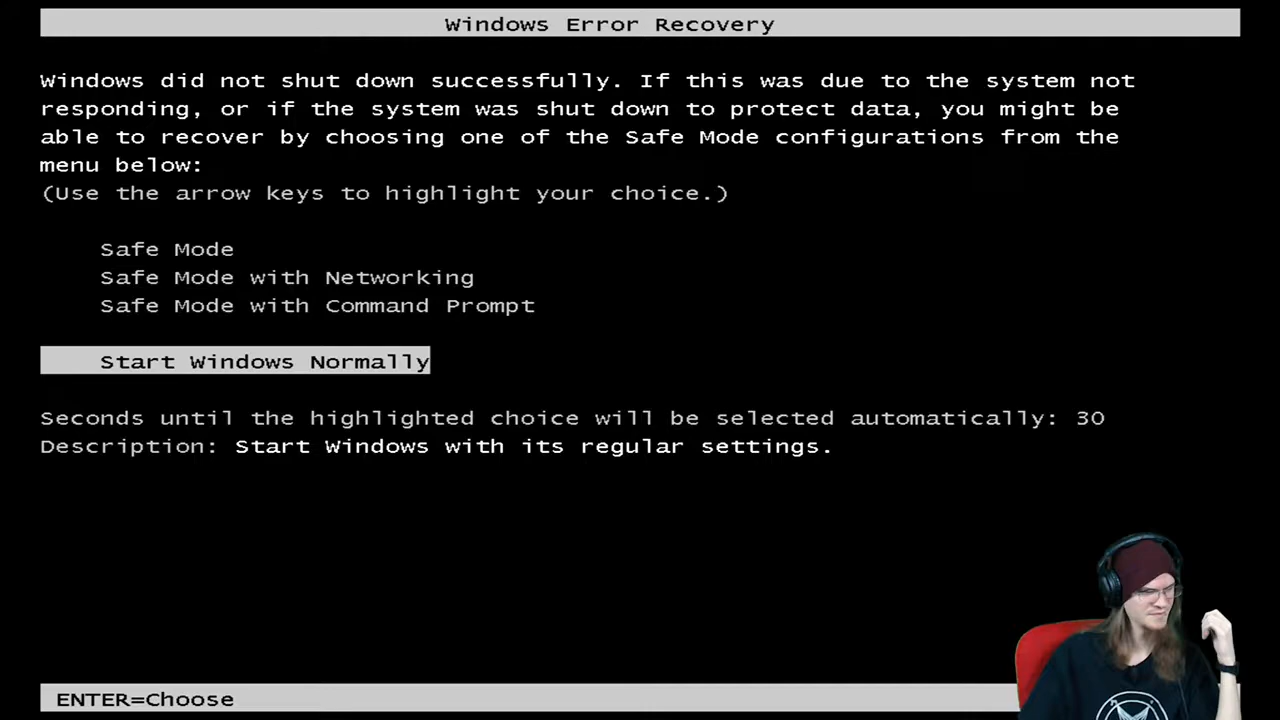 Windows Error Recovery
Windows did not shut down successfully. If this was due to the system not
responding, or if the system was shut down to protect data, you might be
able to recover by choosing one of the Safe Mode configurations from the
menu below:
(Use the arrow keys to highlight your choice.)
Safe Mode
Safe Mode with Networking
Safe Mode with Command Prompt
Start Windows Normally
Seconds until the highlighted choice will be selected automatically: 30
Description: Start Windows with its regular settings.
ENTER=Choose